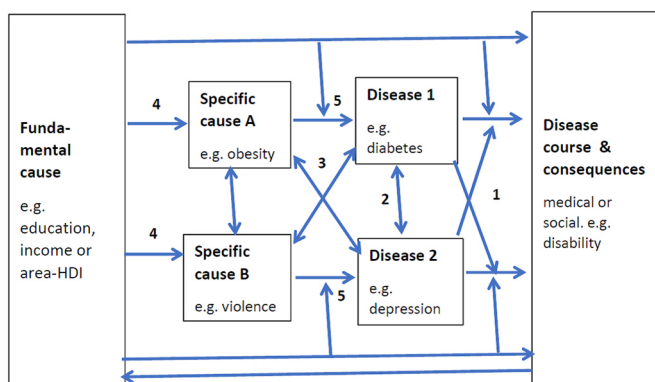 Funda-
mental
cause
e.g.
education,
income or
area-HDI
4
4
Specific
cause A
e.g. obesity
Specific
cause B
e.g. violence
5
3
5
Disease 1
e.g.
diabetes
2
Disease 2
e.g.
depression
1
Disease
course &
consequences
medical or
social. e.g.
disability